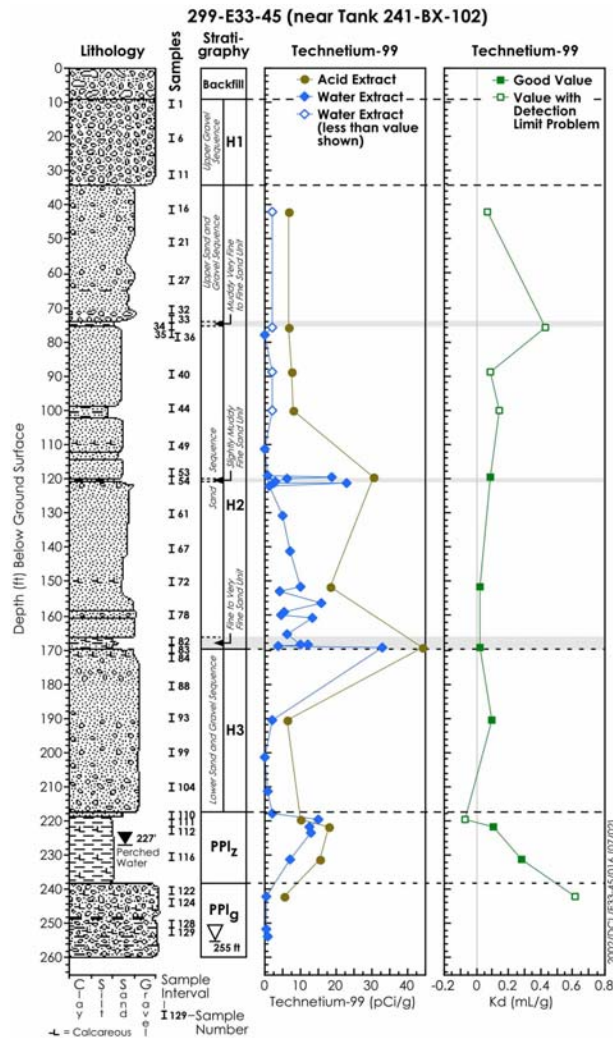 299-E33-45 (near Tank 241-BX-102)
Lithology
Samples
Strati-
graphy
Technetium-99
Technetium-99
Acid Extract
Water Extract
Water Extract
(less than value
shown)
Good Value
Value with
Detection
Limit Problem
Depth (ft) Below Ground Surface
0
10
20
30
40
50
60
70
80
90
100
110
120
130
140
150
160
170
180
190
200
210
220
230
240
250
260
1
6
11
16
21
27
32
33
34
35
36
40
44
49
53
54
61
67
72
78
82
83
84
88
93
99
104
110
111
112
116
122
124
128
129
227'
Perched
Water
Backfill
Upper Gravel
Sequence
H1
Upper Sand and
Gravel Sequence
Muddy Very Fine
to Fine Sand Unit
Sand Sequence
Slightly Muddy
Fine Sand Unit
H2
Fine to Very
Fine Sand Unit
Lower Sand and Gravel Sequence
H3
PPlz
PPlg
255 ft
0 10 20 30 40
Technetium-99 (pCi/g)
-0.2 0 0.2 0.4 0.6 0.8
Kd (mL/g)
Clay
Silt
Sand
Gravel
Sample
Interval
129–Sample
Number
= Calcareous